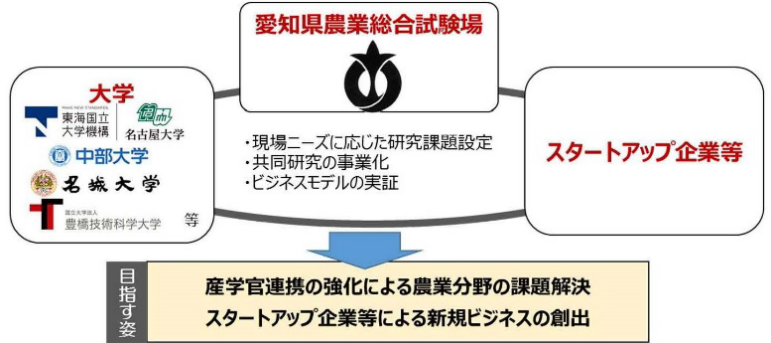 愛知県農業総合試験場
大学
東海国立
大学機構
名古屋大学
中部大学
名城大学
国立大学法人
豊橋技術科学大学
等
・現場ニーズに応じた研究課題設定
・共同研究の事業化
・ビジネスモデルの実証
スタートアップ企業等
目指す姿
産学官連携の強化による農業分野の課題解決
スタートアップ企業等による新規ビジネスの創出